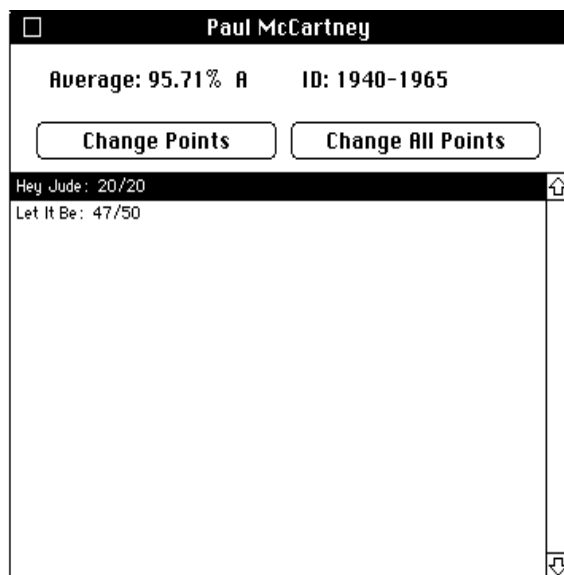 Paul McCartney
Average: 95.71% A ID: 1940-1965
Change Points Change All Points
Hey Jude: 20/20
Let It Be: 47/50